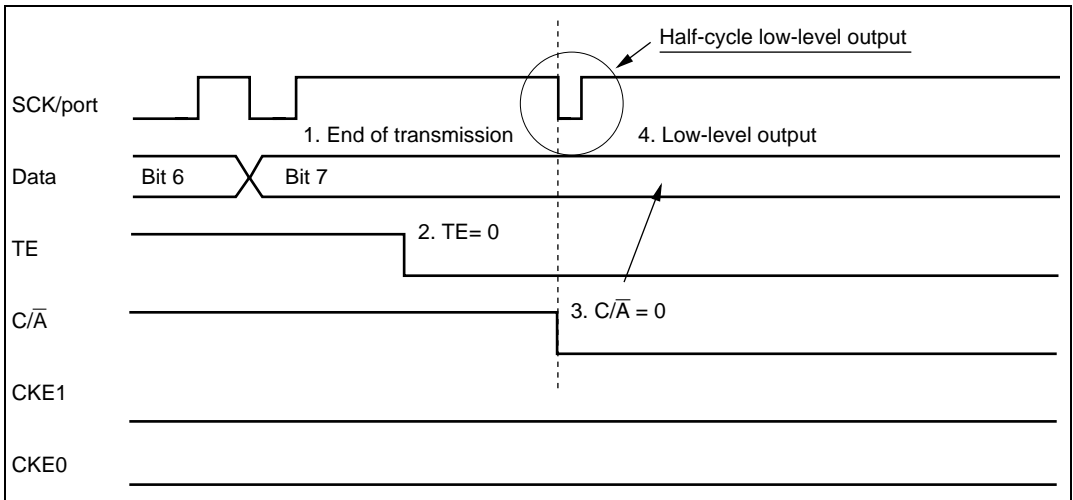 Half-cycle low-level output
SCK/port
1. End of transmission
4. Low-level output
Data
Bit 6
Bit 7
TE
2. TE= 0
C/A̅
3. C/A̅ = 0
CKE1
CKE0